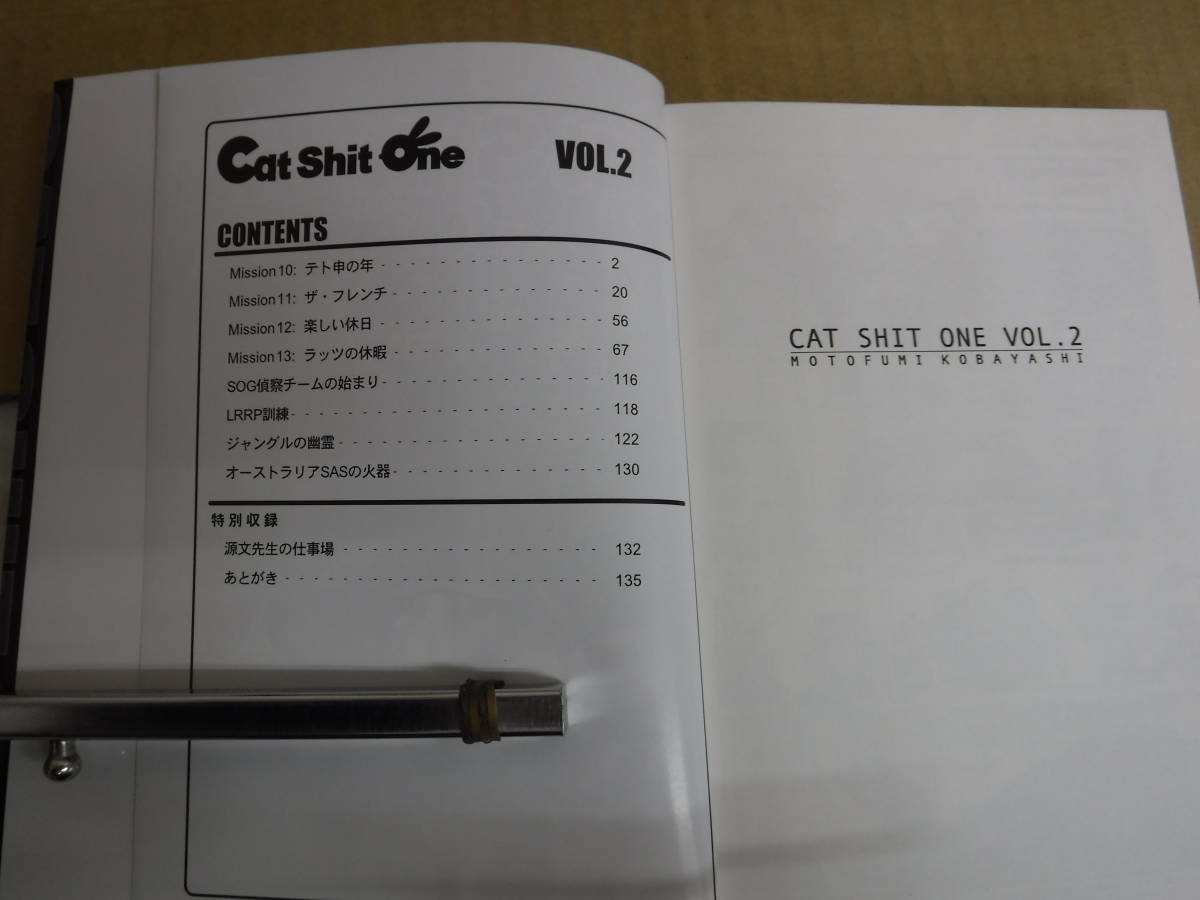 Cat Shit One VOL.2
CONTENTS
Mission 10: テト申の年 - - - - - - - - - - - - - - - 2
Mission 11: ザ・フレンチ - - - - - - - - - - - - - - - 20
Mission 12: 楽しい休日 - - - - - - - - - - - - - - - 56
Mission 13: ラッツの休暇 - - - - - - - - - - - - - - - 67
SOG偵察チームの始まり - - - - - - - - - - - - - - - 116
LRRP訓練 - - - - - - - - - - - - - - - - - - - - 118
ジャングルの幽霊 - - - - - - - - - - - - - - - - - 122
オーストラリアSASの火器 - - - - - - - - - - - - - - 130
特別収録
源文先生の仕事場 - - - - - - - - - - - - - - - - - 132
あとがき - - - - - - - - - - - - - - - - - - - - - 135
CAT SHIT ONE VOL.2
MOTOFUMI KOBAYASHI